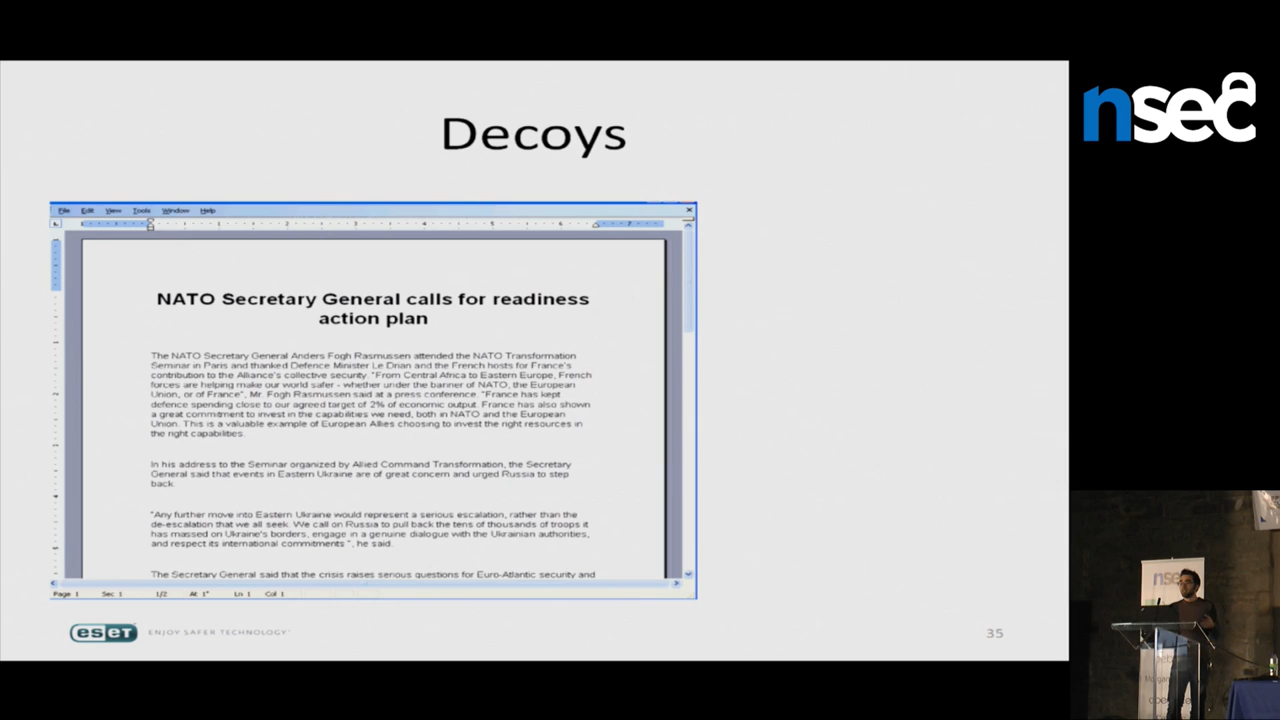 nsec
Decoys
File Edit View Tools Window Help
NATO Secretary General calls for readiness
action plan
The NATO Secretary General Anders Fogh Rasmussen attended the NATO Transformation
Seminar in Paris and thanked Defence Minister Le Drian and the French hosts for France's
contribution to the Alliance's collective security. "From Central Africa to Eastern Europe, French
forces are helping make our world safer - whether under the banner of NATO, the European
Union, or of France", Mr. Fogh Rasmussen said at a press conference. "France has kept
defence spending close to our agreed target of 2% of economic output. France has also shown
a great commitment to invest in the capabilities we need, both in NATO and the European
Union. This is a valuable example of European Allies choosing to invest the right resources in
the right capabilities.
In his address to the Seminar organized by Allied Command Transformation, the Secretary
General said that events in Eastern Ukraine are of great concern and urged Russia to step
back
"Any further move into Eastern Ukraine would represent a serious escalation, rather than the
de-escalation that we all seek. We call on Russia to pull back the tens of thousands of troops it
has massed on Ukraine's borders, engage in a genuine dialogue with the Ukrainian authorities,
and respect its international commitments ", he said.
The Secretary General said that the crisis raises serious questions for Euro-Atlantic security and
Page 1 Sec 1 1/2 At 1" Ln 1 Col 1
eseT ENJOY SAFER TECHNOLOGY™
35
nse